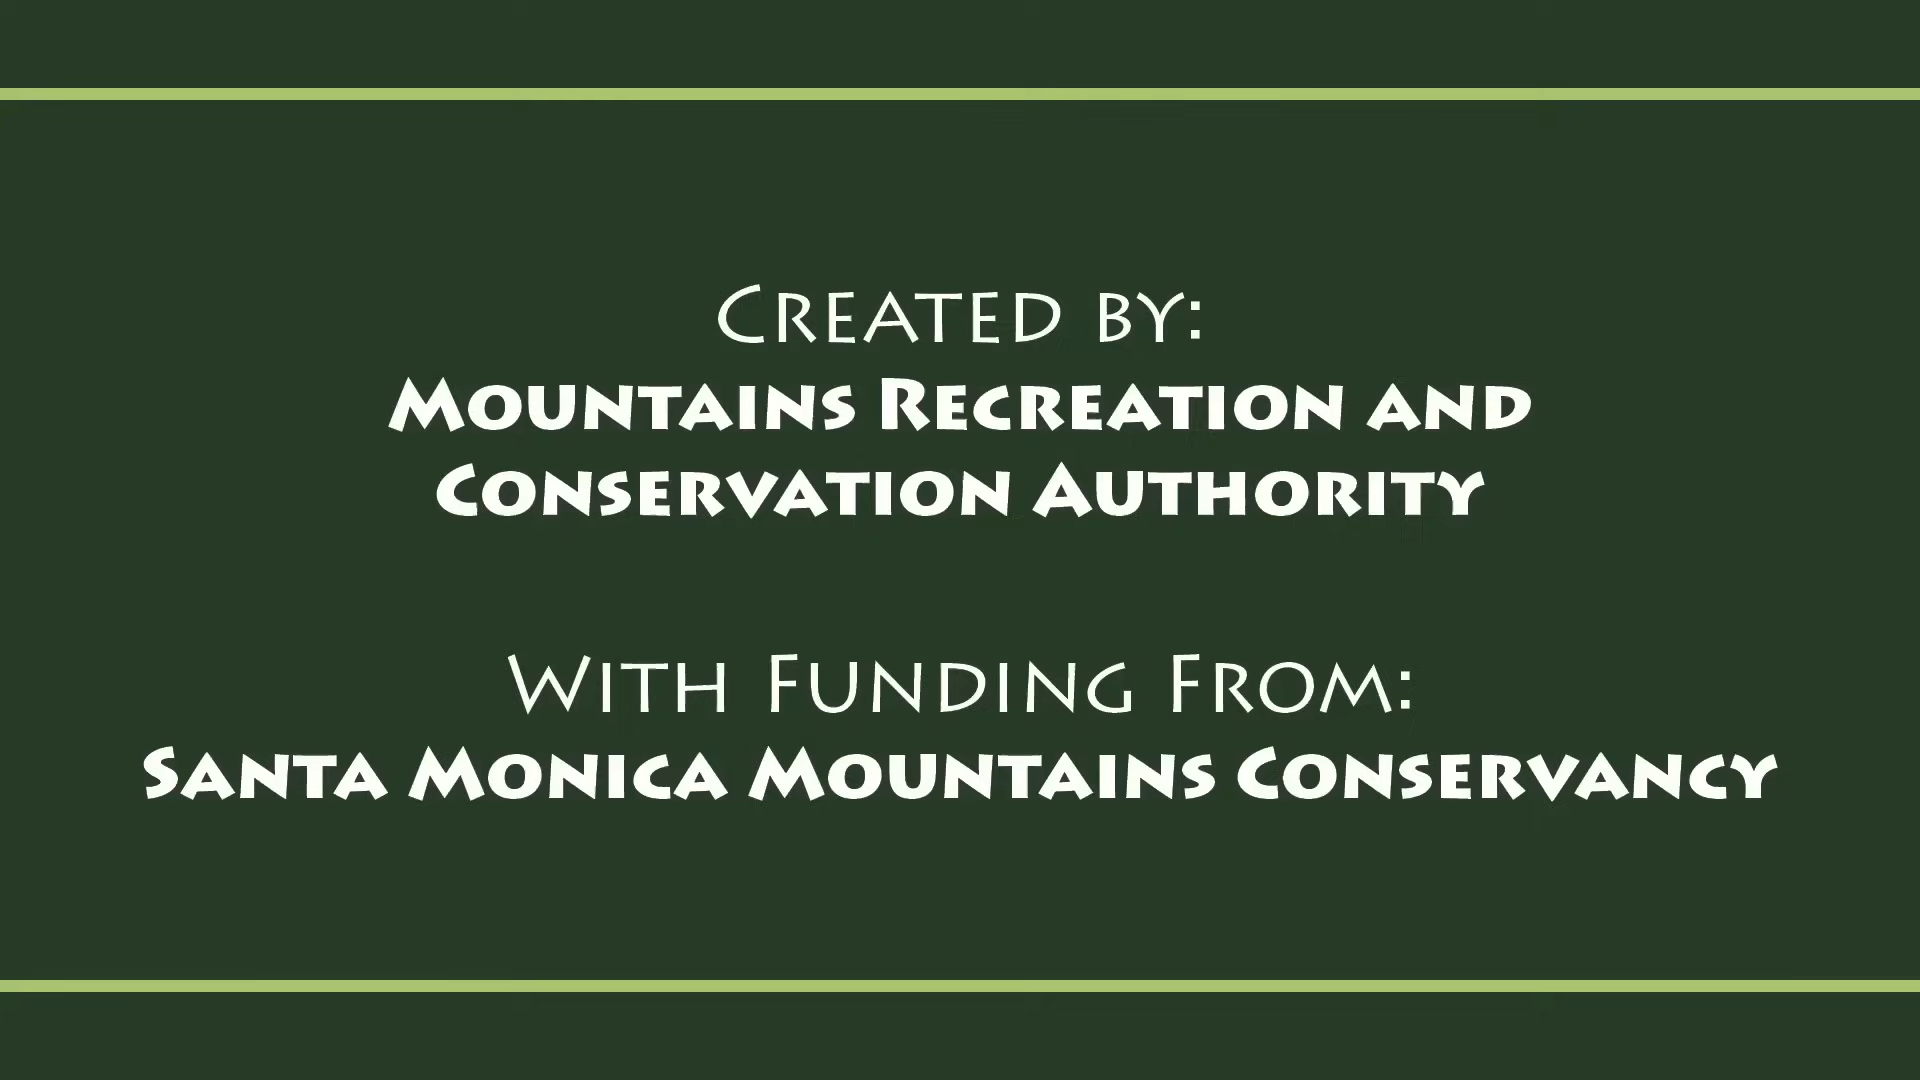 Created by:
Mountains Recreation and
Conservation Authority
With Funding From:
Santa Monica Mountains Conservancy